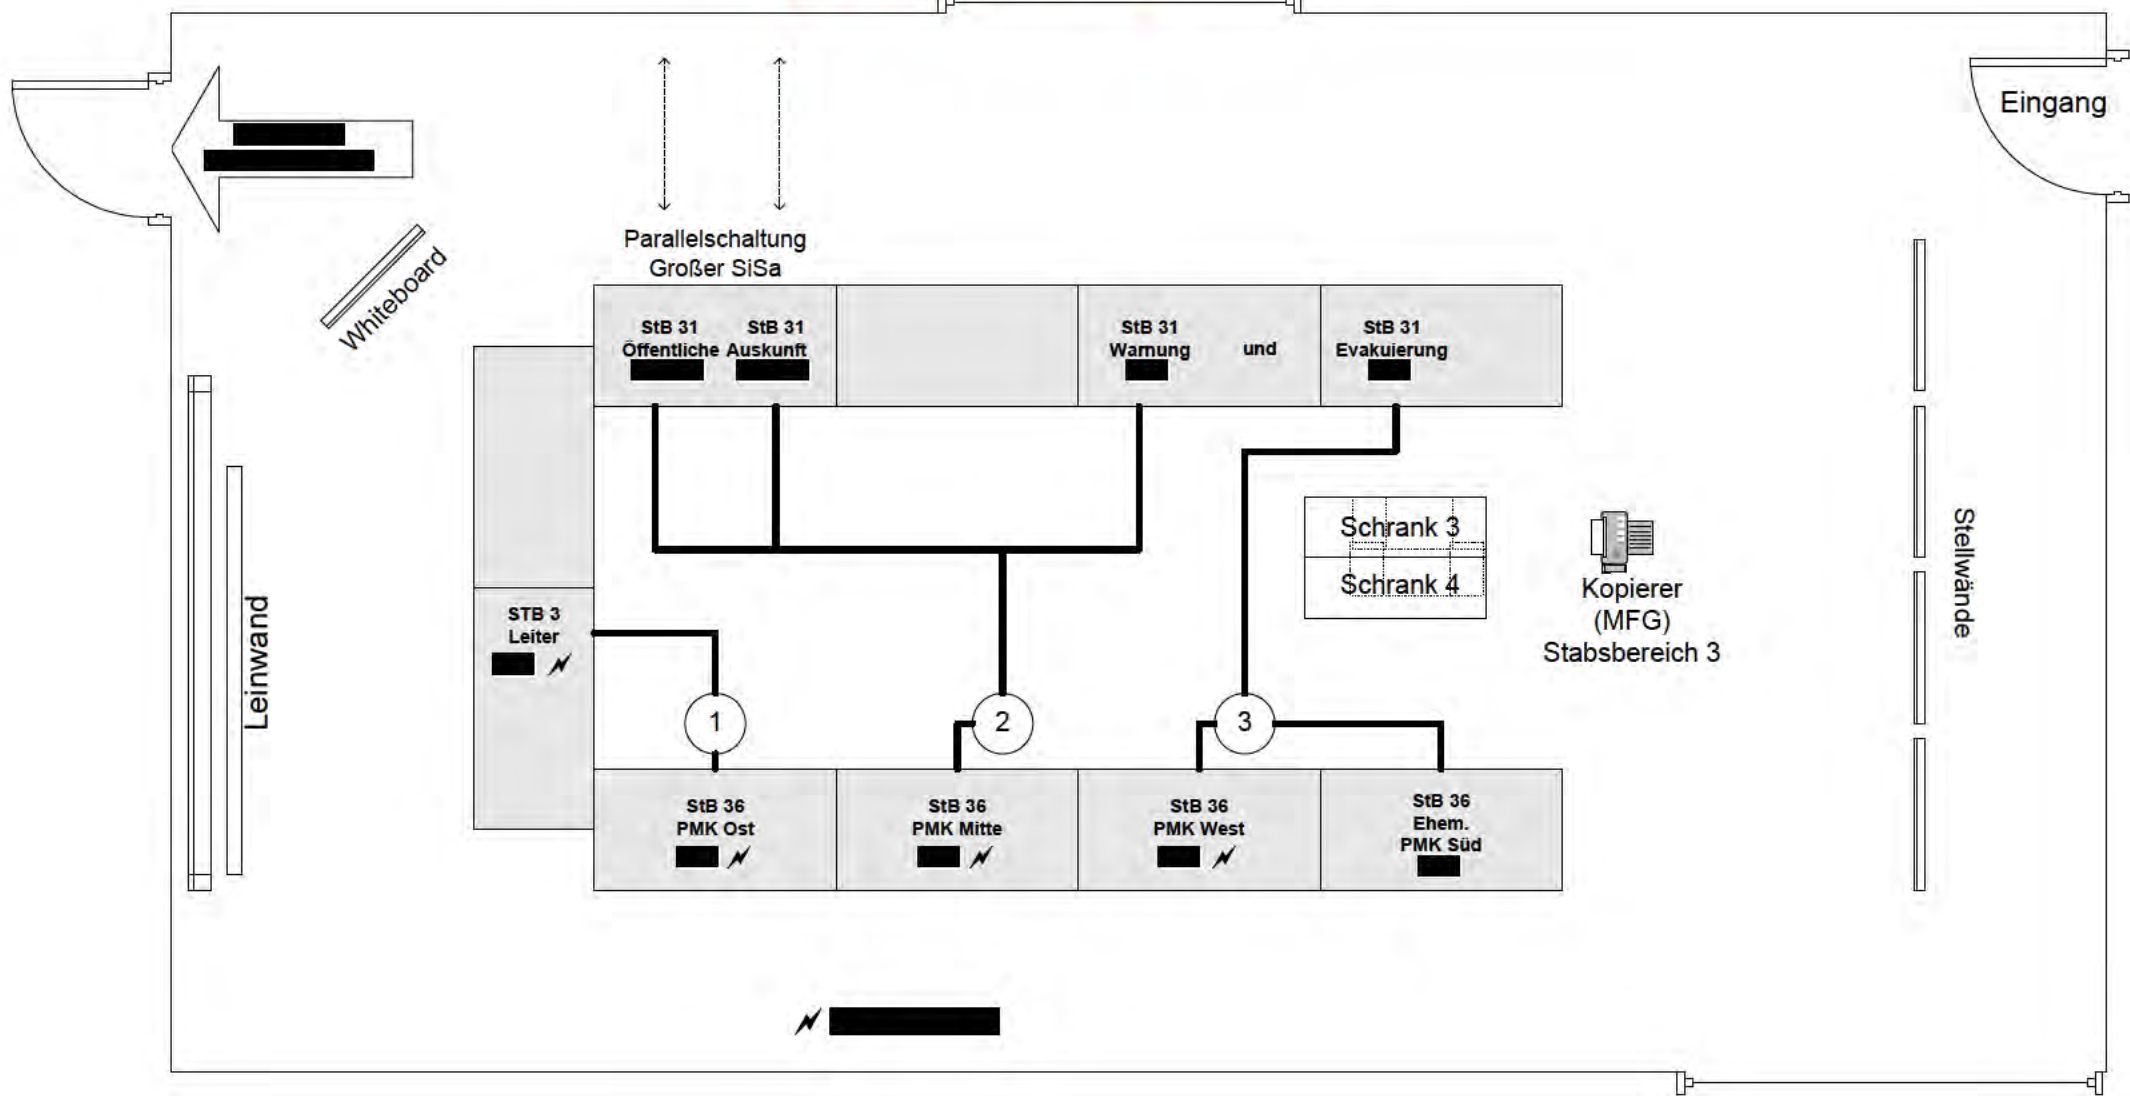 Eingang
Whiteboard
Parallelschaltung
Großer SiSa
StB 31 StB 31
Öffentliche Auskunft
StB 31
Warnung und
StB 31
Evakuierung
Schrank 3
Schrank 4
Kopierer
(MFG)
Stabsbereich 3
Stellwände
Leinwand
STB 3
Leiter
1
2
3
StB 36
PMK Ost
StB 36
PMK Mitte
StB 36
PMK West
StB 36
Ehem.
PMK Süd